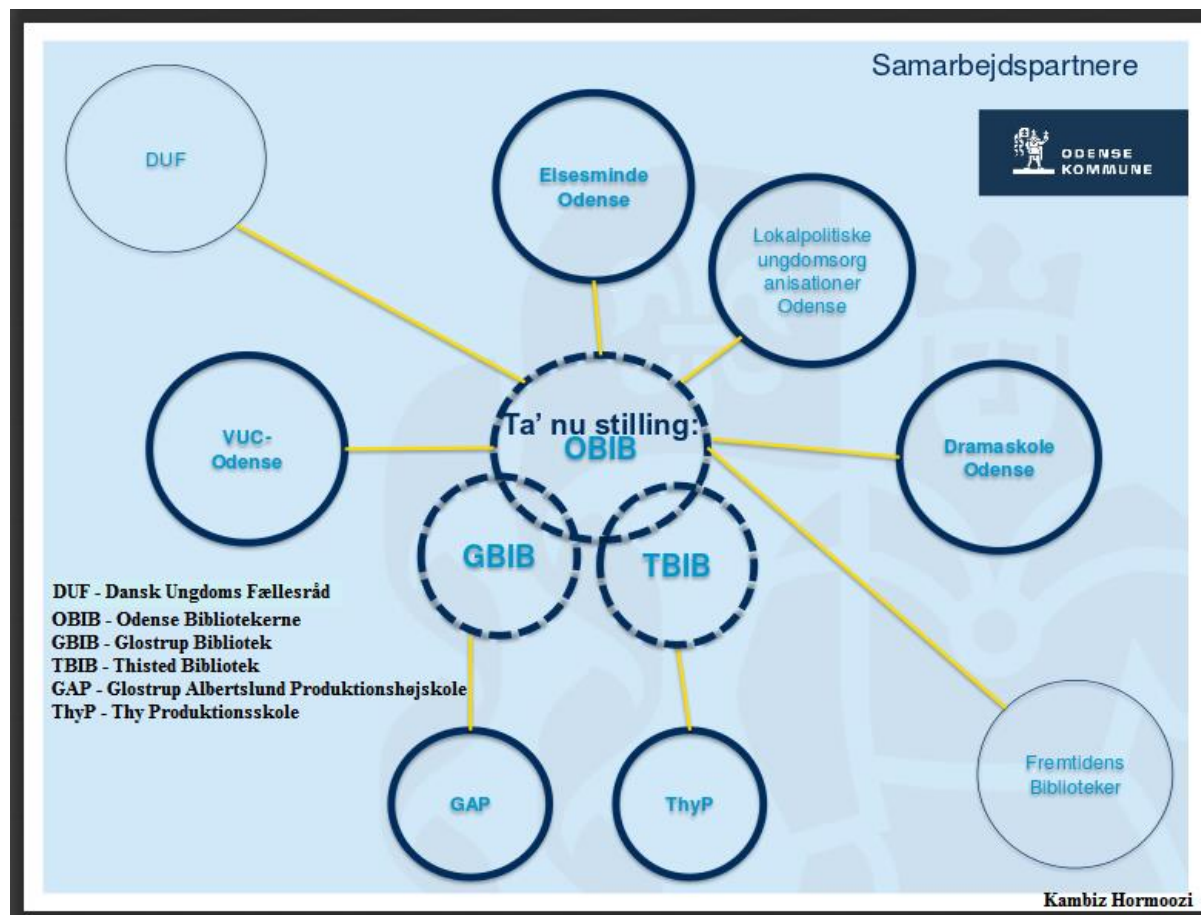 Samarbejdspartnere
ODENSE
KOMMUNE
DUF
Elsesminde
Odense
Lokalpolitiske
ungdomsorg
anisationer
Odense
VUC-
Odense
Ta' nu stilling:
OBIB
Dramaskole
Odense
GBIB
TBIB
DUF - Dansk Ungdoms Fællesråd
OBIB - Odense Bibliotekerne
GBIB - Glostrup Bibliotek
TBIB - Thisted Bibliotek
GAP - Glostrup Albertslund Produktionshøjskole
ThyP - Thy Produktionsskole
GAP
ThyP
Fremtidens
Biblioteker
Kambiz Hormoozi